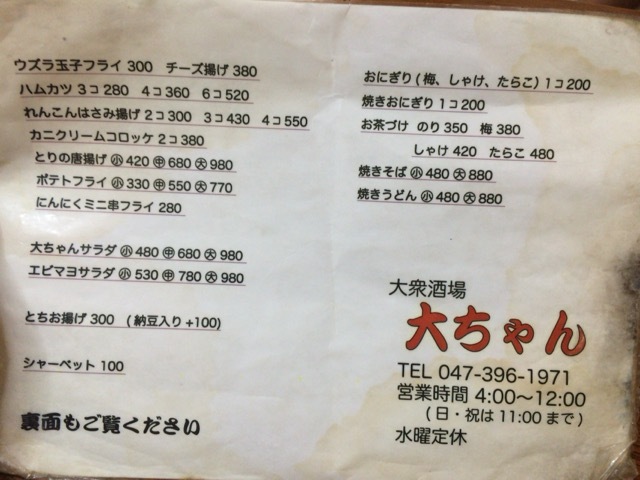 ウズラ玉子フライ 300 チーズ揚げ 380
ハムカツ 3コ 280 4コ 360 6コ 520
れんこんはさみ揚げ 2コ 300 3コ 430 4コ 550
カニクリームコロッケ 2コ 380
とりの唐揚げ ㊛小 420 ㊥ 680 大 980
ポテトフライ 小 330 ㊥ 550 大 770
にんにくミニ串フライ 280
大ちゃんサラダ 小 480 ㊥ 680 大 980
エビマヨサラダ 小 530 ㊥ 780 大 980
とちお揚げ 300 (納豆入り +100)
シャーベット 100
裏面もご覧ください
おにぎり (梅、しゃけ、たらこ) 1コ 200
焼きおにぎり 1コ 200
お茶づけ のり 350 梅 380
しゃけ 420 たらこ 480
焼きそば 小 480 大 880
焼きうどん 小 480 大 880
大衆酒場
大ちゃん
TEL 047-396-1971
営業時間 4:00〜12:00
(日・祝は 11:00 まで)
水曜定休